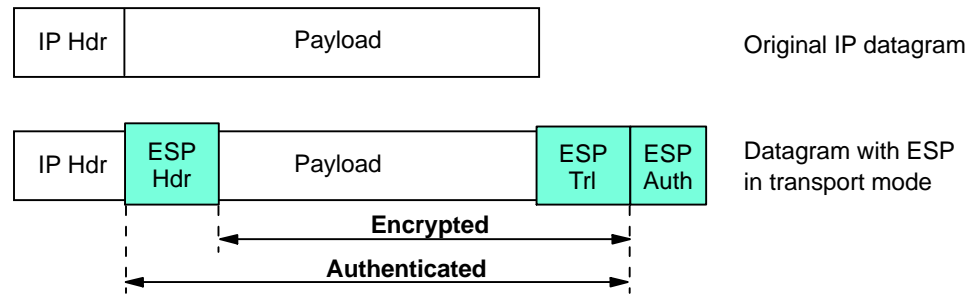 IP Hdr Payload Original IP datagram
IP Hdr ESP Hdr Payload ESP Trl ESP Auth Datagram with ESP in transport mode
Encrypted
Authenticated